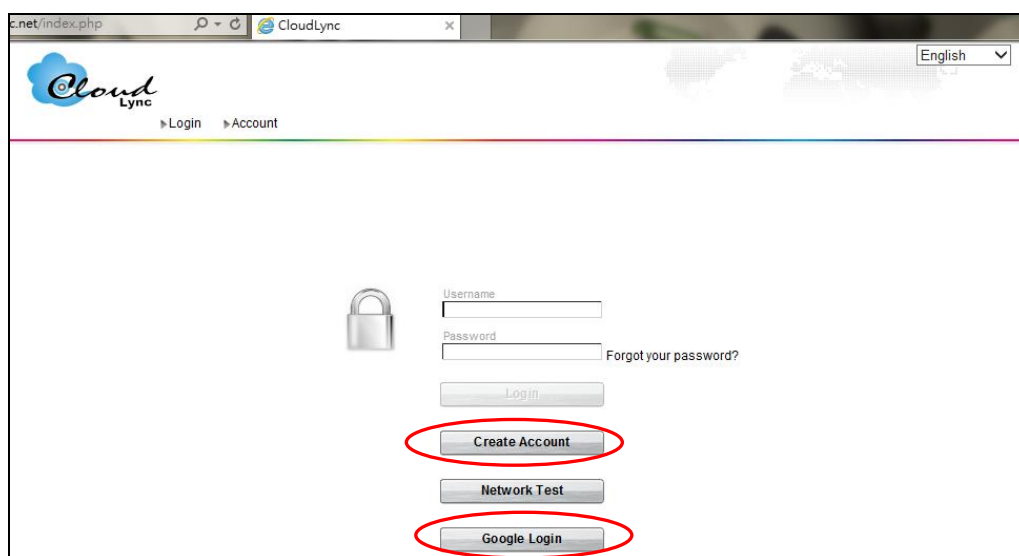 c.net/index.php
CloudLync
English
Cloud
Lync
Login Account
Username
Password
Forgot your password?
Login
Create Account
Network Test
Google Login